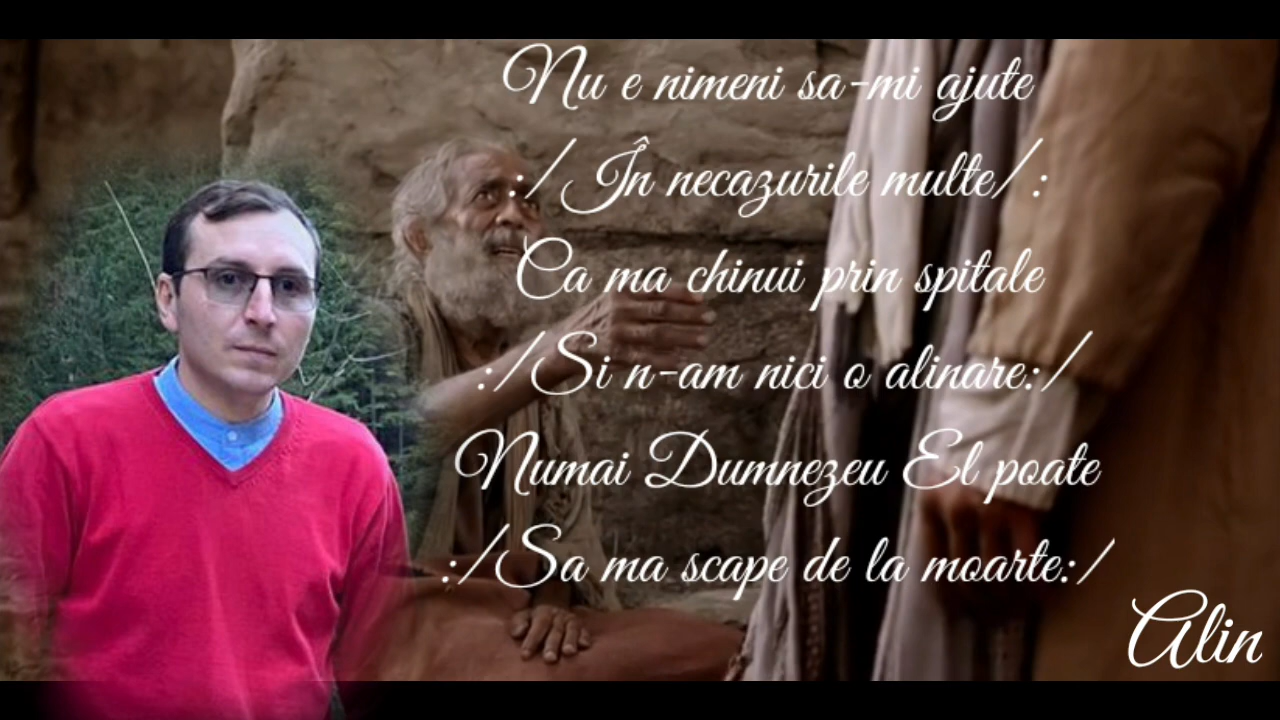 Nu e nimeni sa-mi ajute
:/ În necazurile multe/ :
Ca ma chinui prin spitale
:/Si n-am nici o alinare:/
Numai Dumnezeu El poate
:/Sa ma scape de la moarte:/
Alin